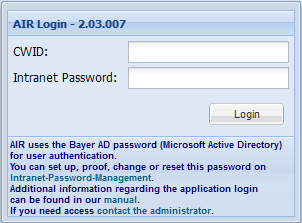 AIR Login - 2.03.007
CWID:
Intranet Password:
Login
AIR uses the Bayer AD password (Microsoft Active Directory)
for user authentication.
You can set up, proof, change or reset this password on
Intranet-Password-Management.
Additional information regarding the application login
can be found in our manual.
If you need access contact the administrator.